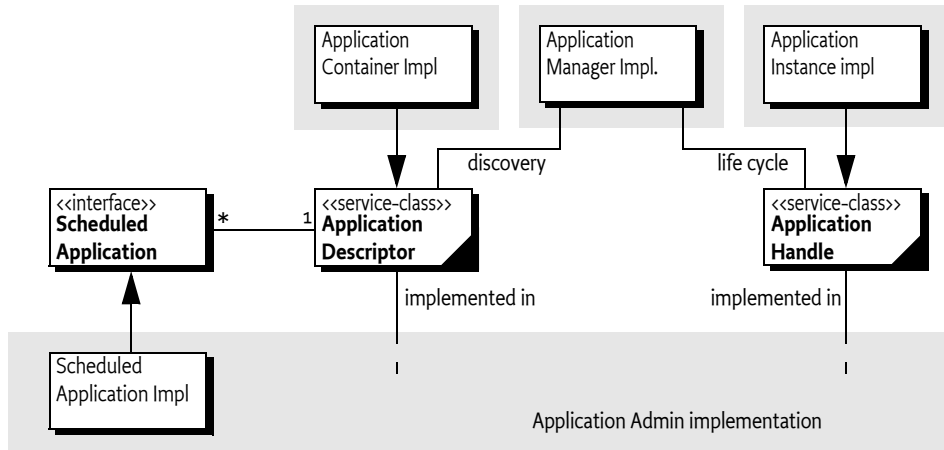 Application
Container Impl
Application
Manager Impl.
Application
Instance impl
discovery
life cycle
<<interface>>
Scheduled
Application
*
1
<<service-class>>
Application
Descriptor
<<service-class>>
Application
Handle
implemented in
implemented in
Scheduled
Application Impl
Application Admin implementation